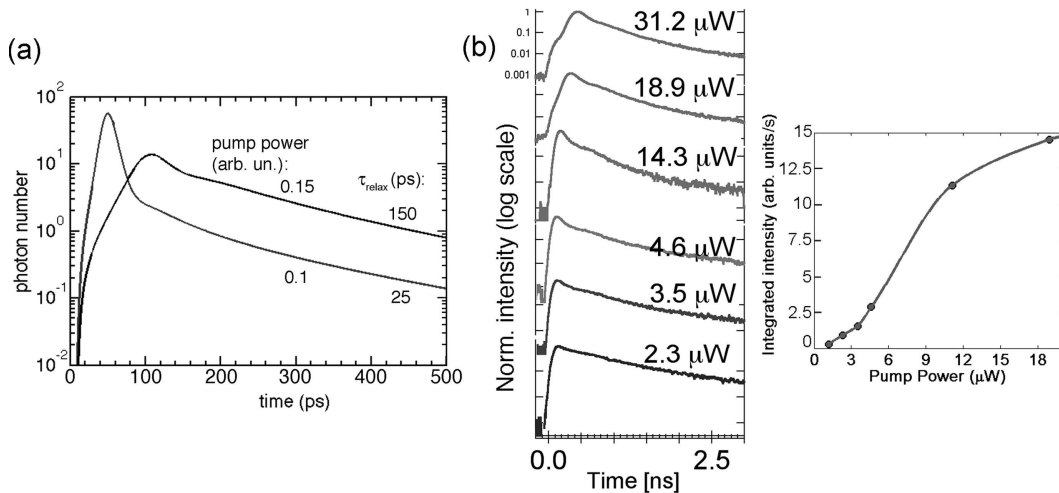 (a)
10²
10¹
10⁰
10⁻¹
10⁻²
photon number
pump power
(arb. un.):
0.15
τrelax (ps):
150
0.1
25
0 100 200 300 400 500
time (ps)
(b)
1
0.1
0.01
0.001
31.2 µW
18.9 µW
14.3 µW
4.6 µW
3.5 µW
2.3 µW
Norm. intensity (log scale)
0.0 2.5
Time [ns]
15
12.5
10
7.5
5
2.5
0
Integrated intensity (arb. units/s)
0 3 6 9 12 15 18
Pump Power (µW)